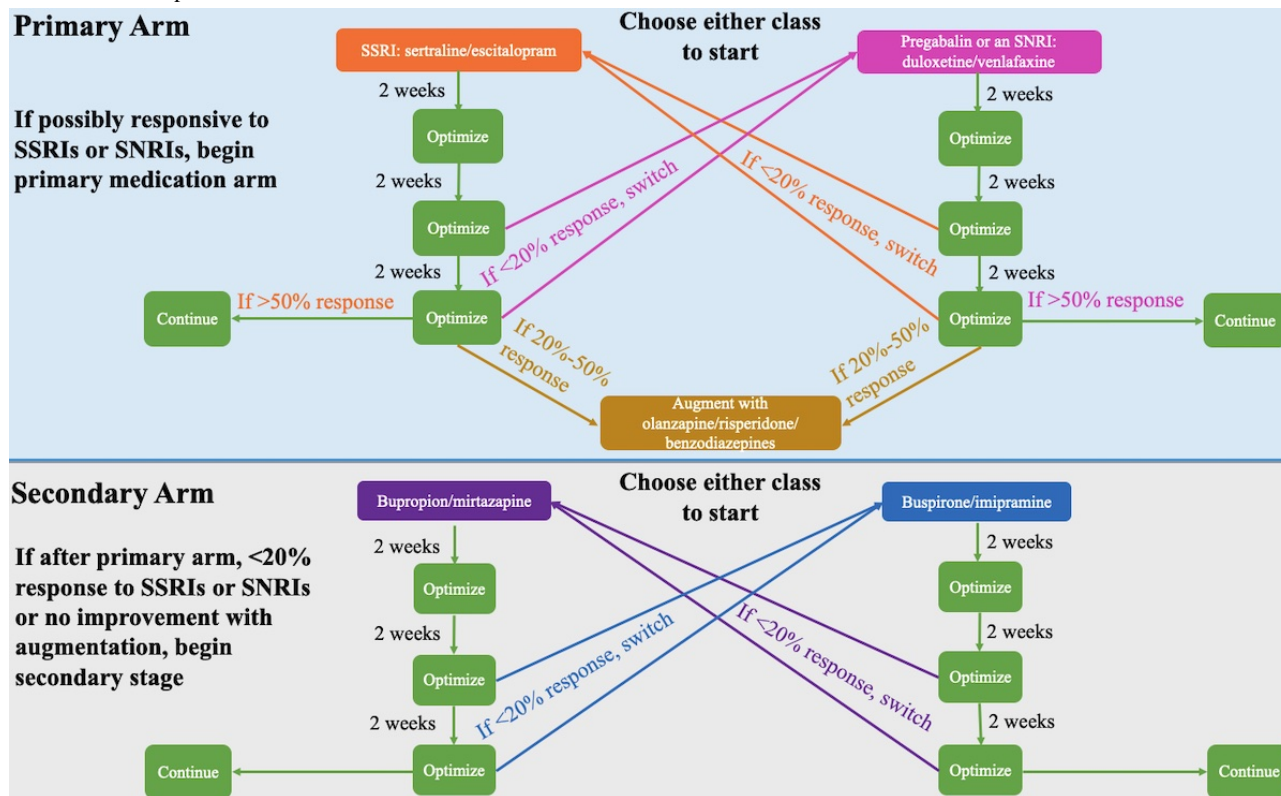 Primary Arm
Choose either class
to start
SSRI: sertraline/escitalopram
Pregabalin or an SNRI:
duloxetine/venlafaxine
If possibly responsive to
SSRIs or SNRIs, begin
primary medication arm
2 weeks
2 weeks
Optimize
Optimize
2 weeks
2 weeks
If <20% response, switch
If <20% response, switch
Optimize
Optimize
2 weeks
2 weeks
Continue
If >50% response
Optimize
Optimize
If >50% response
Continue
If 20%-50%
response
If 20%-50%
response
Augment with
olanzapine/risperidone/
benzodiazepines
Secondary Arm
Choose either class
to start
Bupropion/mirtazapine
Buspirone/imipramine
If after primary arm, <20%
response to SSRIs or SNRIs
or no improvement with
augmentation, begin
secondary stage
2 weeks
2 weeks
Optimize
Optimize
2 weeks
2 weeks
If <20% response, switch
If <20% response, switch
Optimize
Optimize
2 weeks
2 weeks
Continue
Optimize
Optimize
Continue